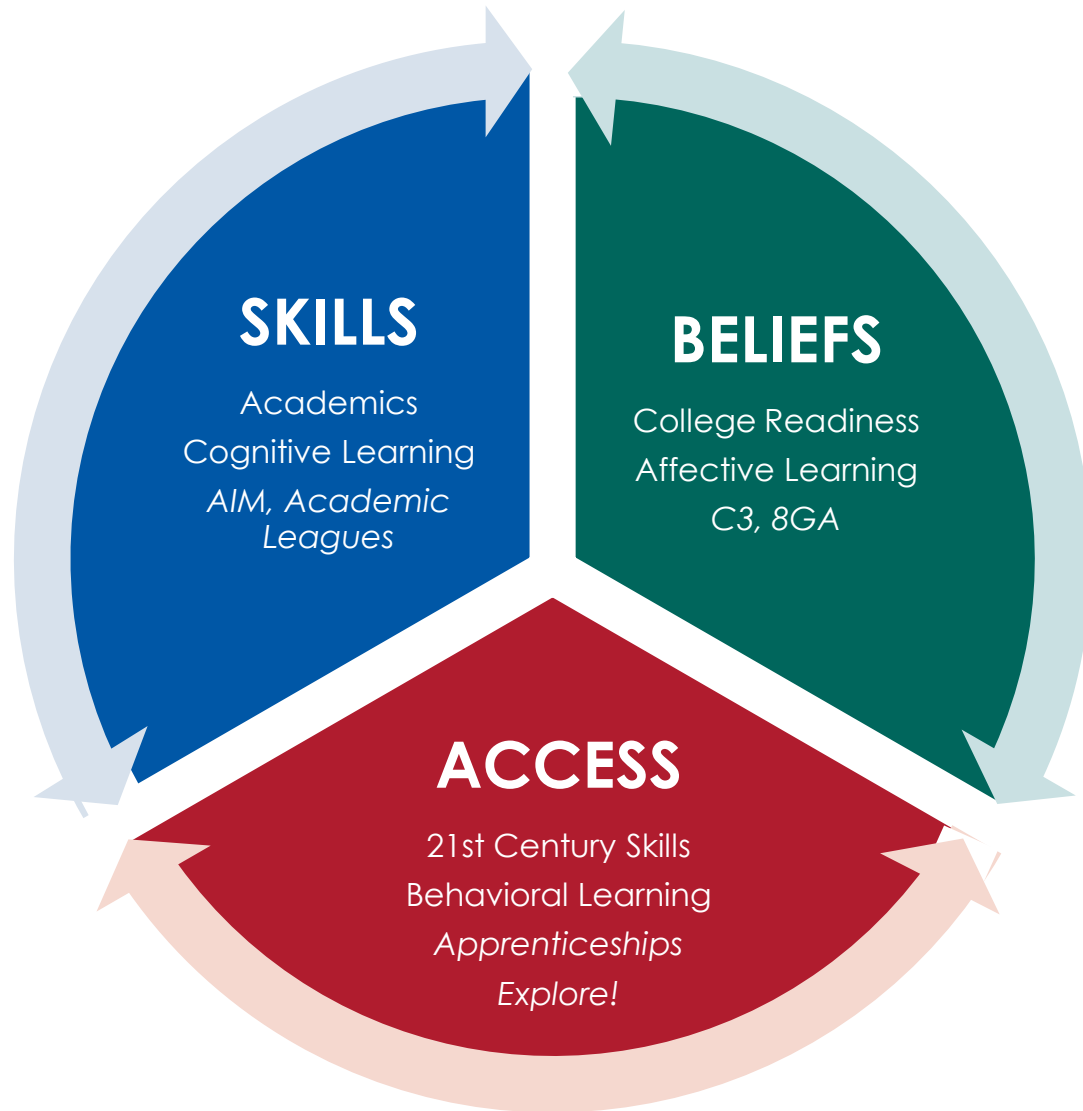 SKILLS
Academics
Cognitive Learning
AIM, Academic
Leagues
BELIEFS
College Readiness
Affective Learning
C3, 8GA
ACCESS
21st Century Skills
Behavioral Learning
Apprenticeships
Explore!